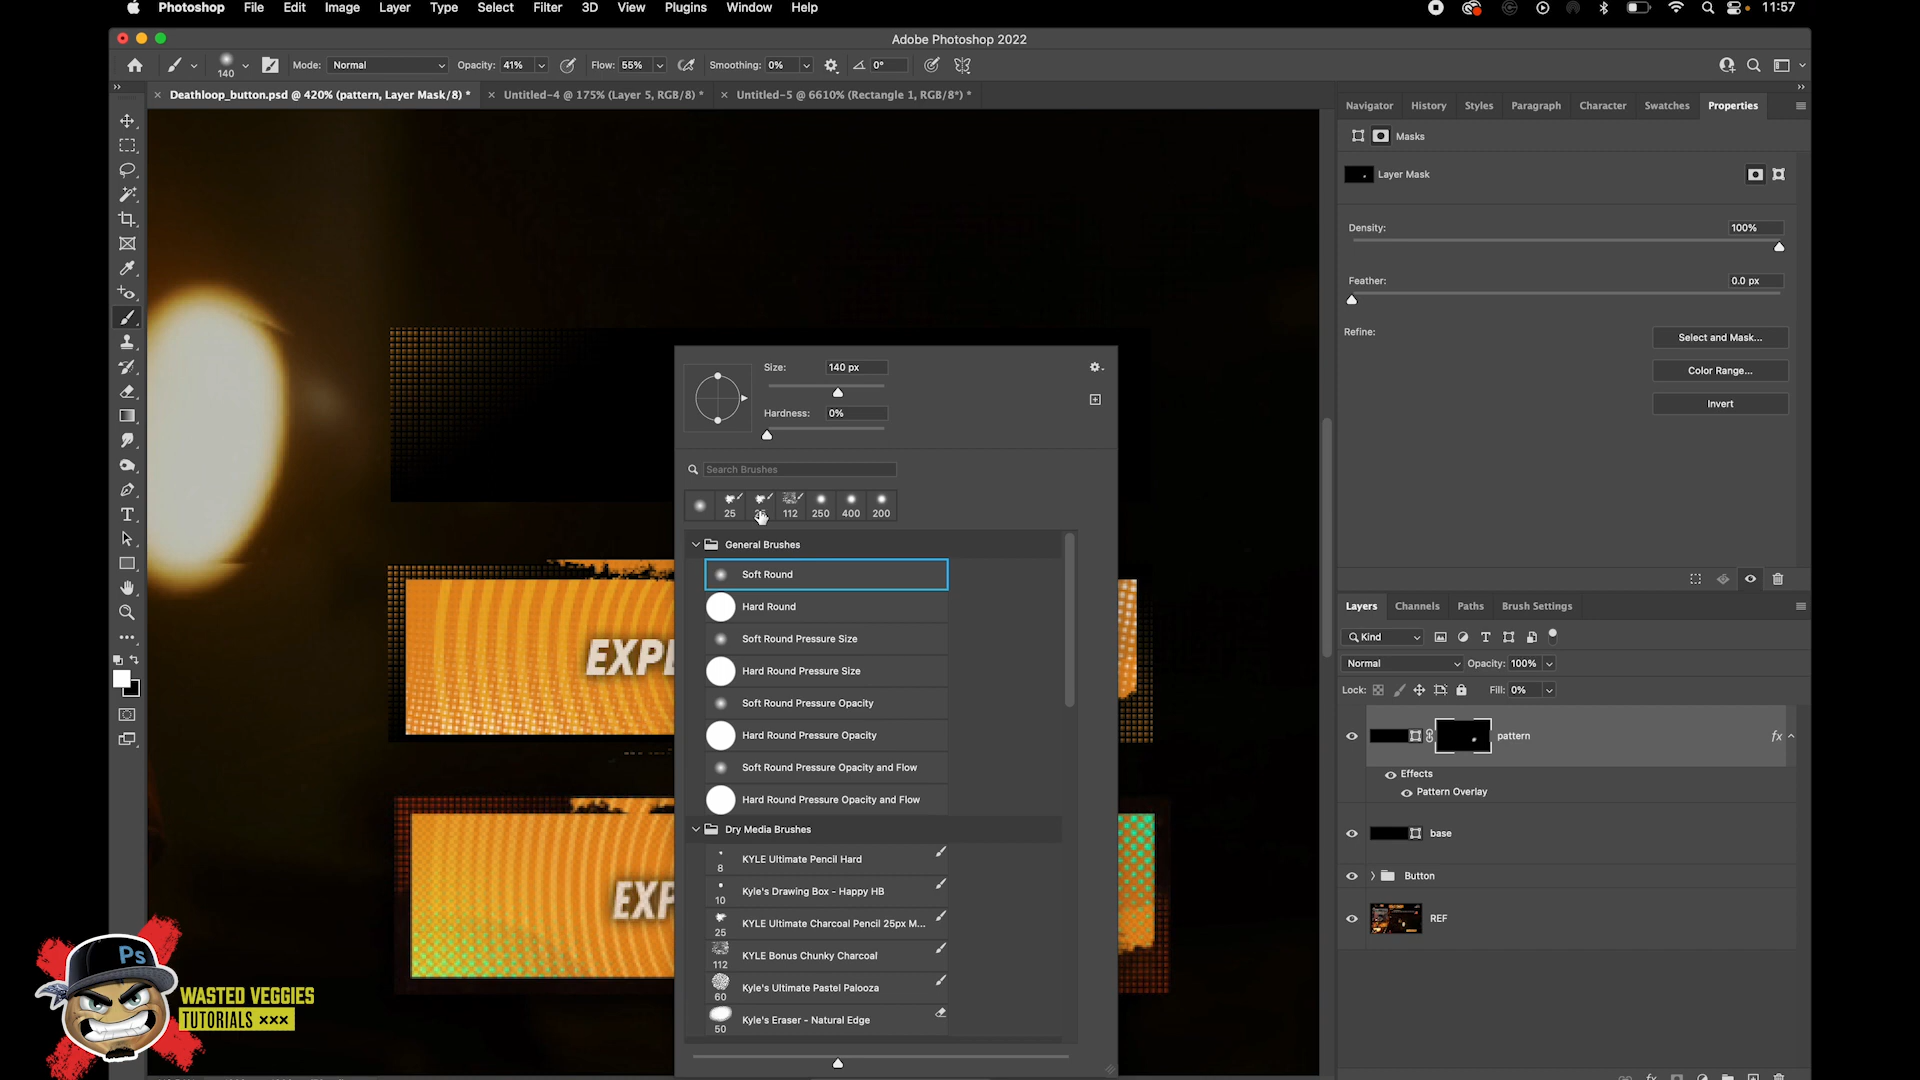 Photoshop File Edit Image Layer Type Select Filter 3D View Plugins Window Help 11:57
Adobe Photoshop 2022
140 Mode: Normal Opacity: 41% Flow: 55% Smoothing: 0% 0°
Deathloop_button.psd @ 420% (pattern, Layer Mask/8) * Untitled-4 @ 175% (Layer 5, RGB/8) * Untitled-5 @ 6610% (Rectangle 1, RGB/8*) *
Navigator History Styles Paragraph Character Swatches Properties
Masks
Layer Mask
Density: 100%
Feather: 0.0 px
Refine: Select and Mask...
Color Range...
Invert
Size: 140 px
Hardness: 0%
Search Brushes
25 112 250 400 200
General Brushes
Soft Round
Hard Round
Soft Round Pressure Size
Hard Round Pressure Size
Soft Round Pressure Opacity
Hard Round Pressure Opacity
Soft Round Pressure Opacity and Flow
Hard Round Pressure Opacity and Flow
Dry Media Brushes
KYLE Ultimate Pencil Hard
8
Kyle's Drawing Box - Happy HB
10
KYLE Ultimate Charcoal Pencil 25px M...
25
KYLE Bonus Chunky Charcoal
112
Kyle's Ultimate Pastel Palooza
60
Kyle's Eraser - Natural Edge
50
EXPL
EXP
Layers Channels Paths Brush Settings
Kind
Normal Opacity: 100%
Lock: Fill: 0%
pattern fx
Effects
Pattern Overlay
base
Button
REF
Ps
WASTED VEGGIES
TUTORIALS ×××